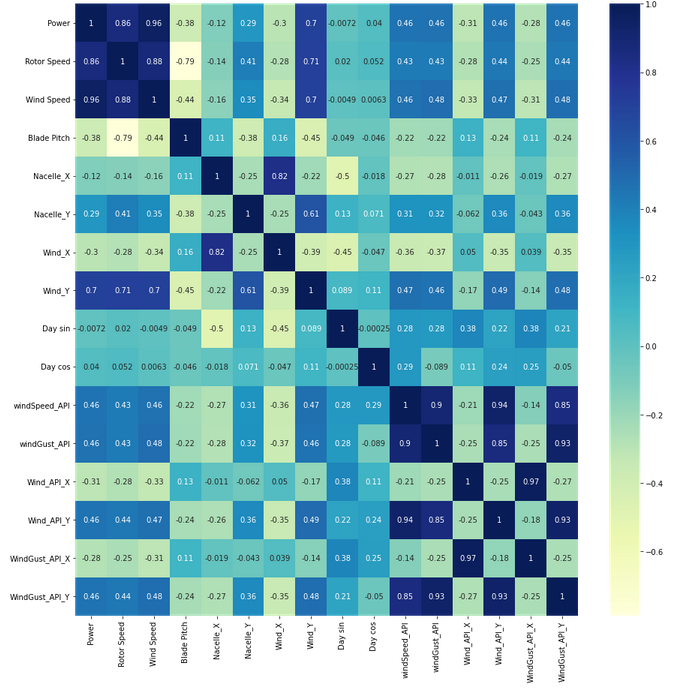 Power 1 0.86 0.96 -0.38 -0.12 0.29 -0.3 0.7 -0.0072 0.04 0.46 0.46 -0.31 0.46 -0.28 0.46
Rotor Speed 0.86 1 0.88 -0.79 -0.14 0.41 -0.28 0.71 0.02 0.052 0.43 0.43 -0.28 0.44 -0.25 0.44
Wind Speed 0.96 0.88 1 -0.44 -0.16 0.35 -0.34 0.7 -0.0049 0.0063 0.46 0.48 -0.33 0.47 -0.31 0.48
Blade Pitch -0.38 -0.79 -0.44 1 0.11 -0.38 0.16 -0.45 -0.049 -0.046 -0.22 -0.22 0.13 -0.24 0.11 -0.24
Nacelle_X -0.12 -0.14 -0.16 0.11 1 -0.25 0.82 -0.22 -0.5 -0.018 -0.27 -0.28 -0.011 -0.26 -0.019 -0.27
Nacelle_Y 0.29 0.41 0.35 -0.38 -0.25 1 -0.25 0.61 0.13 0.071 0.31 0.32 -0.062 0.36 -0.043 0.36
Wind_X -0.3 -0.28 -0.34 0.16 0.82 -0.25 1 -0.39 -0.45 -0.047 -0.36 -0.37 0.05 -0.35 0.039 -0.35
Wind_Y 0.7 0.71 0.7 -0.45 -0.22 0.61 -0.39 1 0.089 0.11 0.47 0.46 -0.17 0.49 -0.14 0.48
Day sin -0.0072 0.02 -0.0049 -0.049 -0.5 0.13 -0.45 0.089 1 -0.00025 0.28 0.28 0.38 0.22 0.38 0.21
Day cos 0.04 0.052 0.0063 -0.046 -0.018 0.071 -0.047 0.11 -0.00025 1 0.29 -0.089 0.11 0.24 0.25 -0.05
windSpeed_API 0.46 0.43 0.46 -0.22 -0.27 0.31 -0.36 0.47 0.28 0.29 1 0.9 -0.21 0.94 -0.14 0.85
windGust_API 0.46 0.43 0.48 -0.22 -0.28 0.32 -0.37 0.46 0.28 -0.089 0.9 1 -0.25 0.85 -0.25 0.93
Wind_API_X -0.31 -0.28 -0.33 0.13 -0.011 -0.062 0.05 -0.17 0.38 0.11 -0.21 -0.25 1 -0.25 0.97 -0.27
Wind_API_Y 0.46 0.44 0.47 -0.24 -0.26 0.36 -0.35 0.49 0.22 0.24 0.94 0.85 -0.25 1 -0.18 0.93
WindGust_API_X -0.28 -0.25 -0.31 0.11 -0.019 -0.043 0.039 -0.14 0.38 0.25 -0.14 -0.25 0.97 -0.18 1 -0.25
WindGust_API_Y 0.46 0.44 0.48 -0.24 -0.27 0.36 -0.35 0.48 0.21 -0.05 0.85 0.93 -0.27 0.93 -0.25 1
Power
Rotor Speed
Wind Speed
Blade Pitch
Nacelle_X
Nacelle_Y
Wind_X
Wind_Y
Day sin
Day cos
windSpeed_API
windGust_API
Wind_API_X
Wind_API_Y
WindGust_API_X
WindGust_API_Y
1.0
0.8
0.6
0.4
0.2
0.0
−0.2
−0.4
−0.6